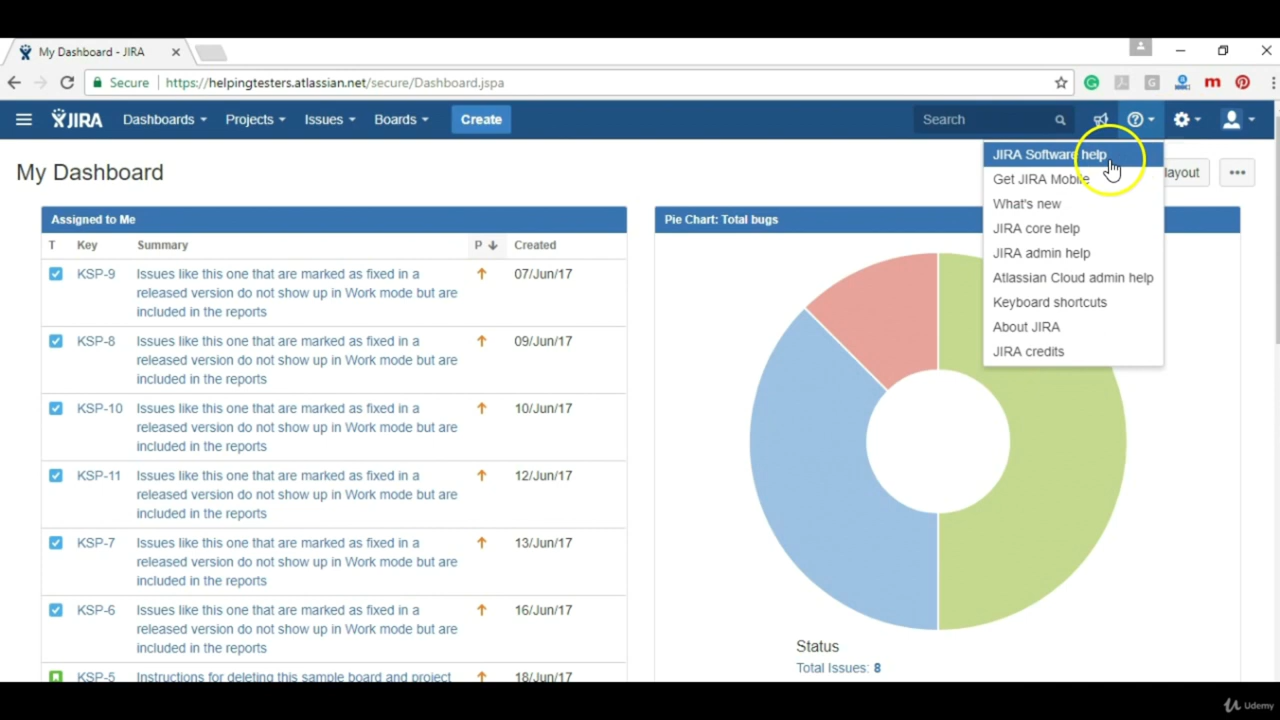 My Dashboard - JIRA
Secure
https://helpingtesters.atlassian.net/secure/Dashboard.jspa
JIRA
Dashboards
Projects
Issues
Boards
Create
Search
My Dashboard
layout
JIRA Software help
Get JIRA Mobile
What's new
JIRA core help
JIRA admin help
Atlassian Cloud admin help
Keyboard shortcuts
About JIRA
JIRA credits
Assigned to Me
T Key Summary P Created
KSP-9 Issues like this one that are marked as fixed in a 07/Jun/17
released version do not show up in Work mode but are
included in the reports
KSP-8 Issues like this one that are marked as fixed in a 09/Jun/17
released version do not show up in Work mode but are
included in the reports
KSP-10 Issues like this one that are marked as fixed in a 10/Jun/17
released version do not show up in Work mode but are
included in the reports
KSP-11 Issues like this one that are marked as fixed in a 12/Jun/17
released version do not show up in Work mode but are
included in the reports
KSP-7 Issues like this one that are marked as fixed in a 13/Jun/17
released version do not show up in Work mode but are
included in the reports
KSP-6 Issues like this one that are marked as fixed in a 16/Jun/17
released version do not show up in Work mode but are
included in the reports
KSP-5 Instructions for deleting this sample board and project 18/Jun/17
Pie Chart: Total bugs
Status
Total Issues: 8
Udemy